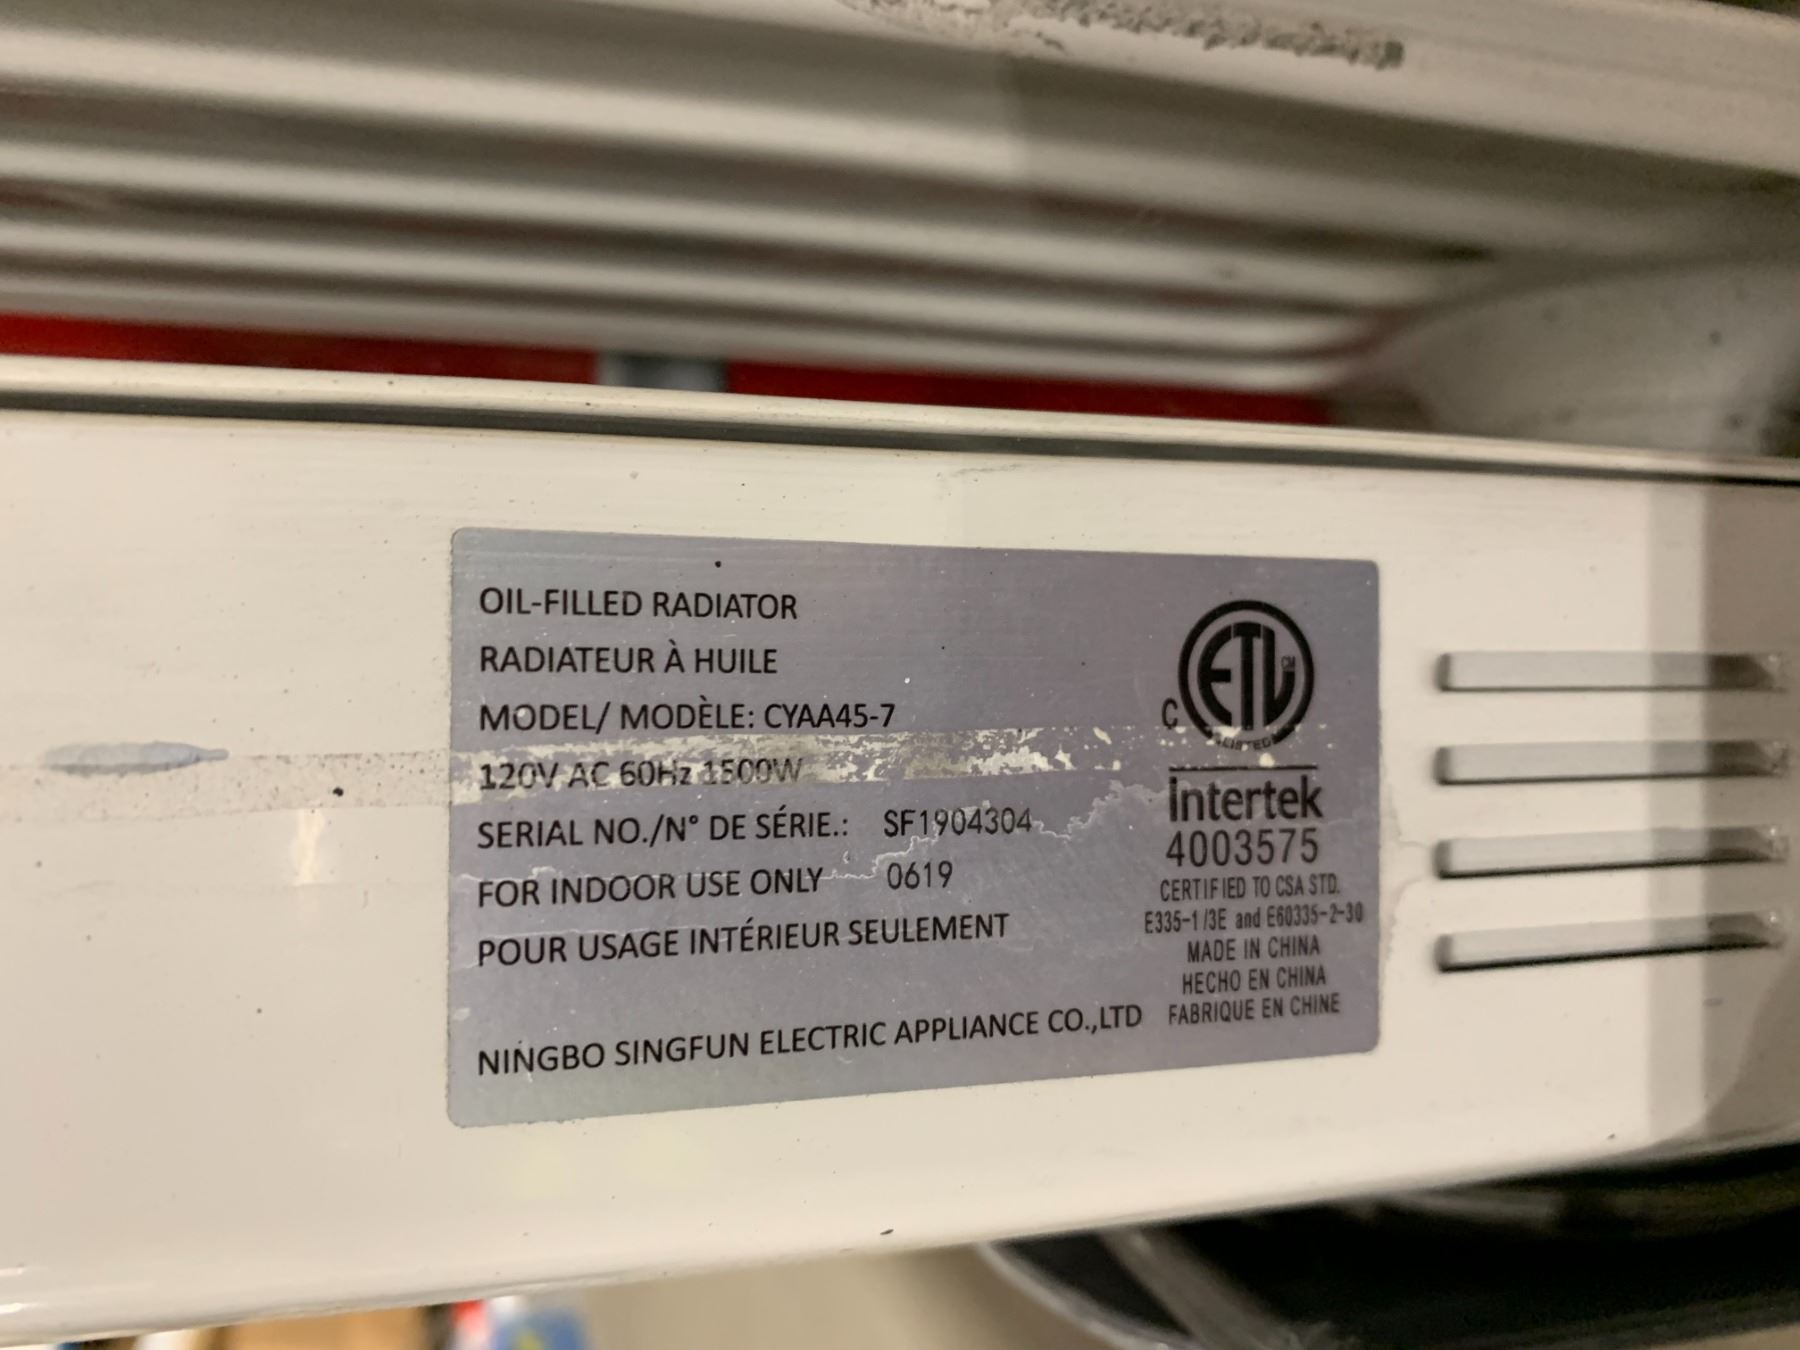 OIL-FILLED RADIATOR
RADIATEUR À HUILE
MODEL/ MODÈLE: CYAA45-7
120V AC 60Hz 1500W
SERIAL NO./N° DE SÉRIE.: SF1904304
FOR INDOOR USE ONLY 0619
POUR USAGE INTÉRIEUR SEULEMENT
NINGBO SINGFUN ELECTRIC APPLIANCE CO.,LTD
C ETL CM
LISTED
Intertek
4003575
CERTIFIED TO CSA STD.
E335-1/3E and E60335-2-30
MADE IN CHINA
HECHO EN CHINA
FABRIQUE EN CHINE